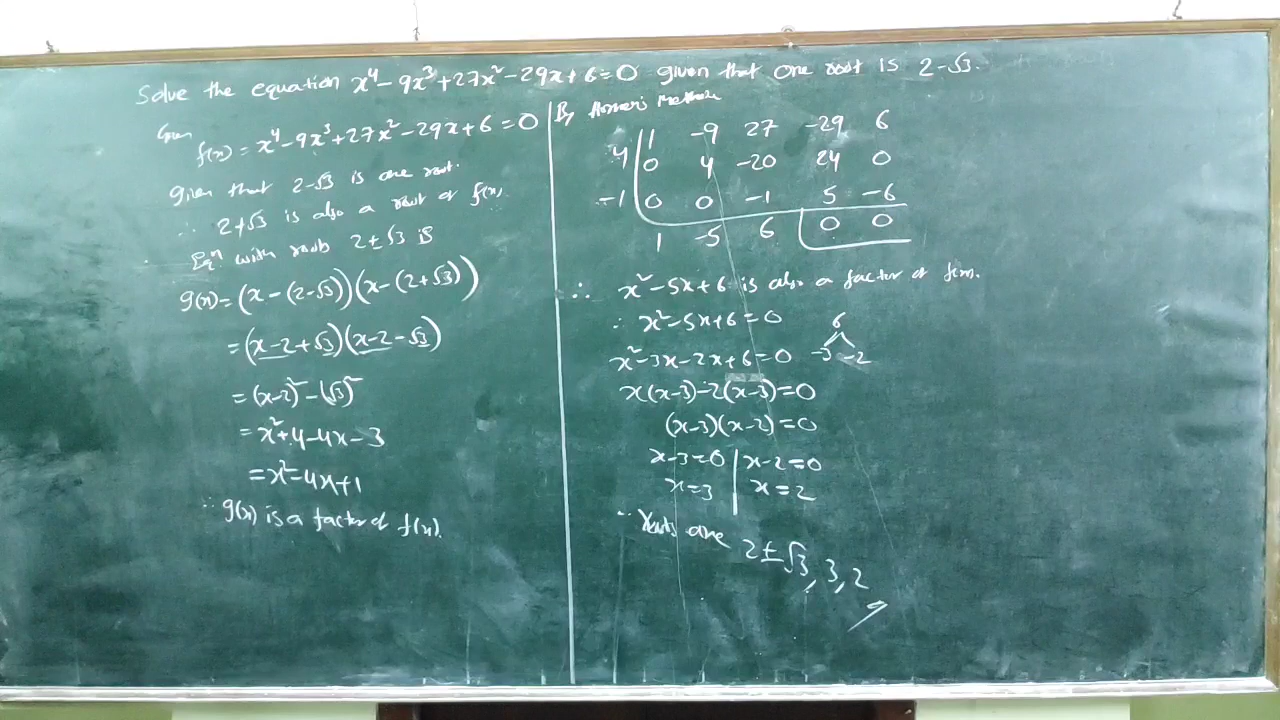 Solve the equation x⁴ - 9x³ + 27x² - 29x + 6 = 0 given that one root is 2-√3.
f(x) = x⁴ - 9x³ + 27x² - 29x + 6 = 0
Given that 2-√3 is one root.
∴ 2+√3 is also a root of f(x)
Eqⁿ with roots 2±√3 is
g(x) = (x-(2-√3))(x-(2+√3))
= (x-2+√3)(x-2-√3)
= (x-2)² - (√3)²
= x²+4-4x-3
= x²-4x+1
∴ g(x) is a factor of f(x).
By Horner's Method
1 -9 27 -29 6
4 0 4 -20 24 0
-1 0 0 -1 5 -6
1 -5 6 0 0
∴ x²-5x+6 is also a factor of f(x).
∴ x²-5x+6=0 6
x²-3x-2x+6=0 -3 -2
x(x-3)-2(x-3)=0
(x-3)(x-2)=0
x-3=0 | x-2=0
x=3 | x=2
∵ Roots are 2±√3, 3, 2